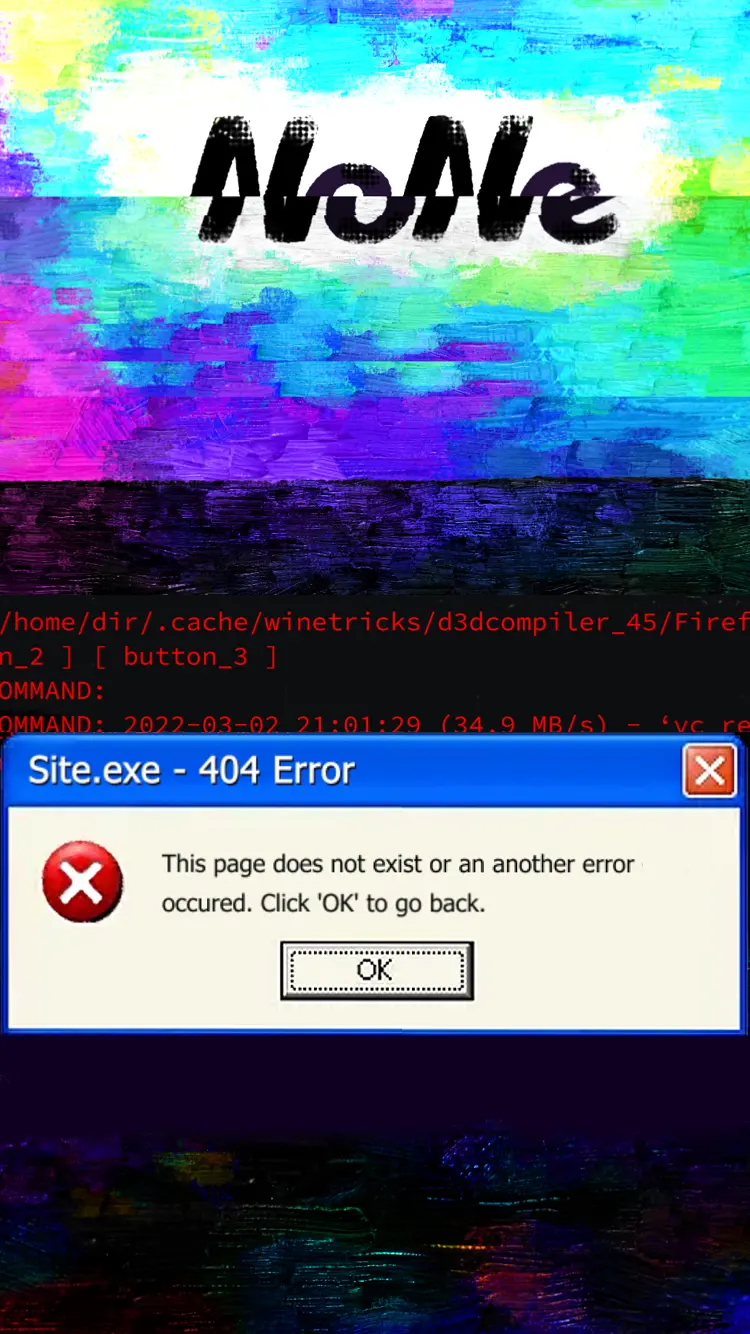 NoNe
/home/dir/.cache/winetricks/d3dcompiler_45/Firef
n_2 ] [ button_3 ]
OMMAND:
OMMAND: 2022-03-02 21:01:29 (34.9 MB/s) - ‘vc_re
Site.exe - 404 Error
This page does not exist or an another error
occured. Click 'OK' to go back.
OK